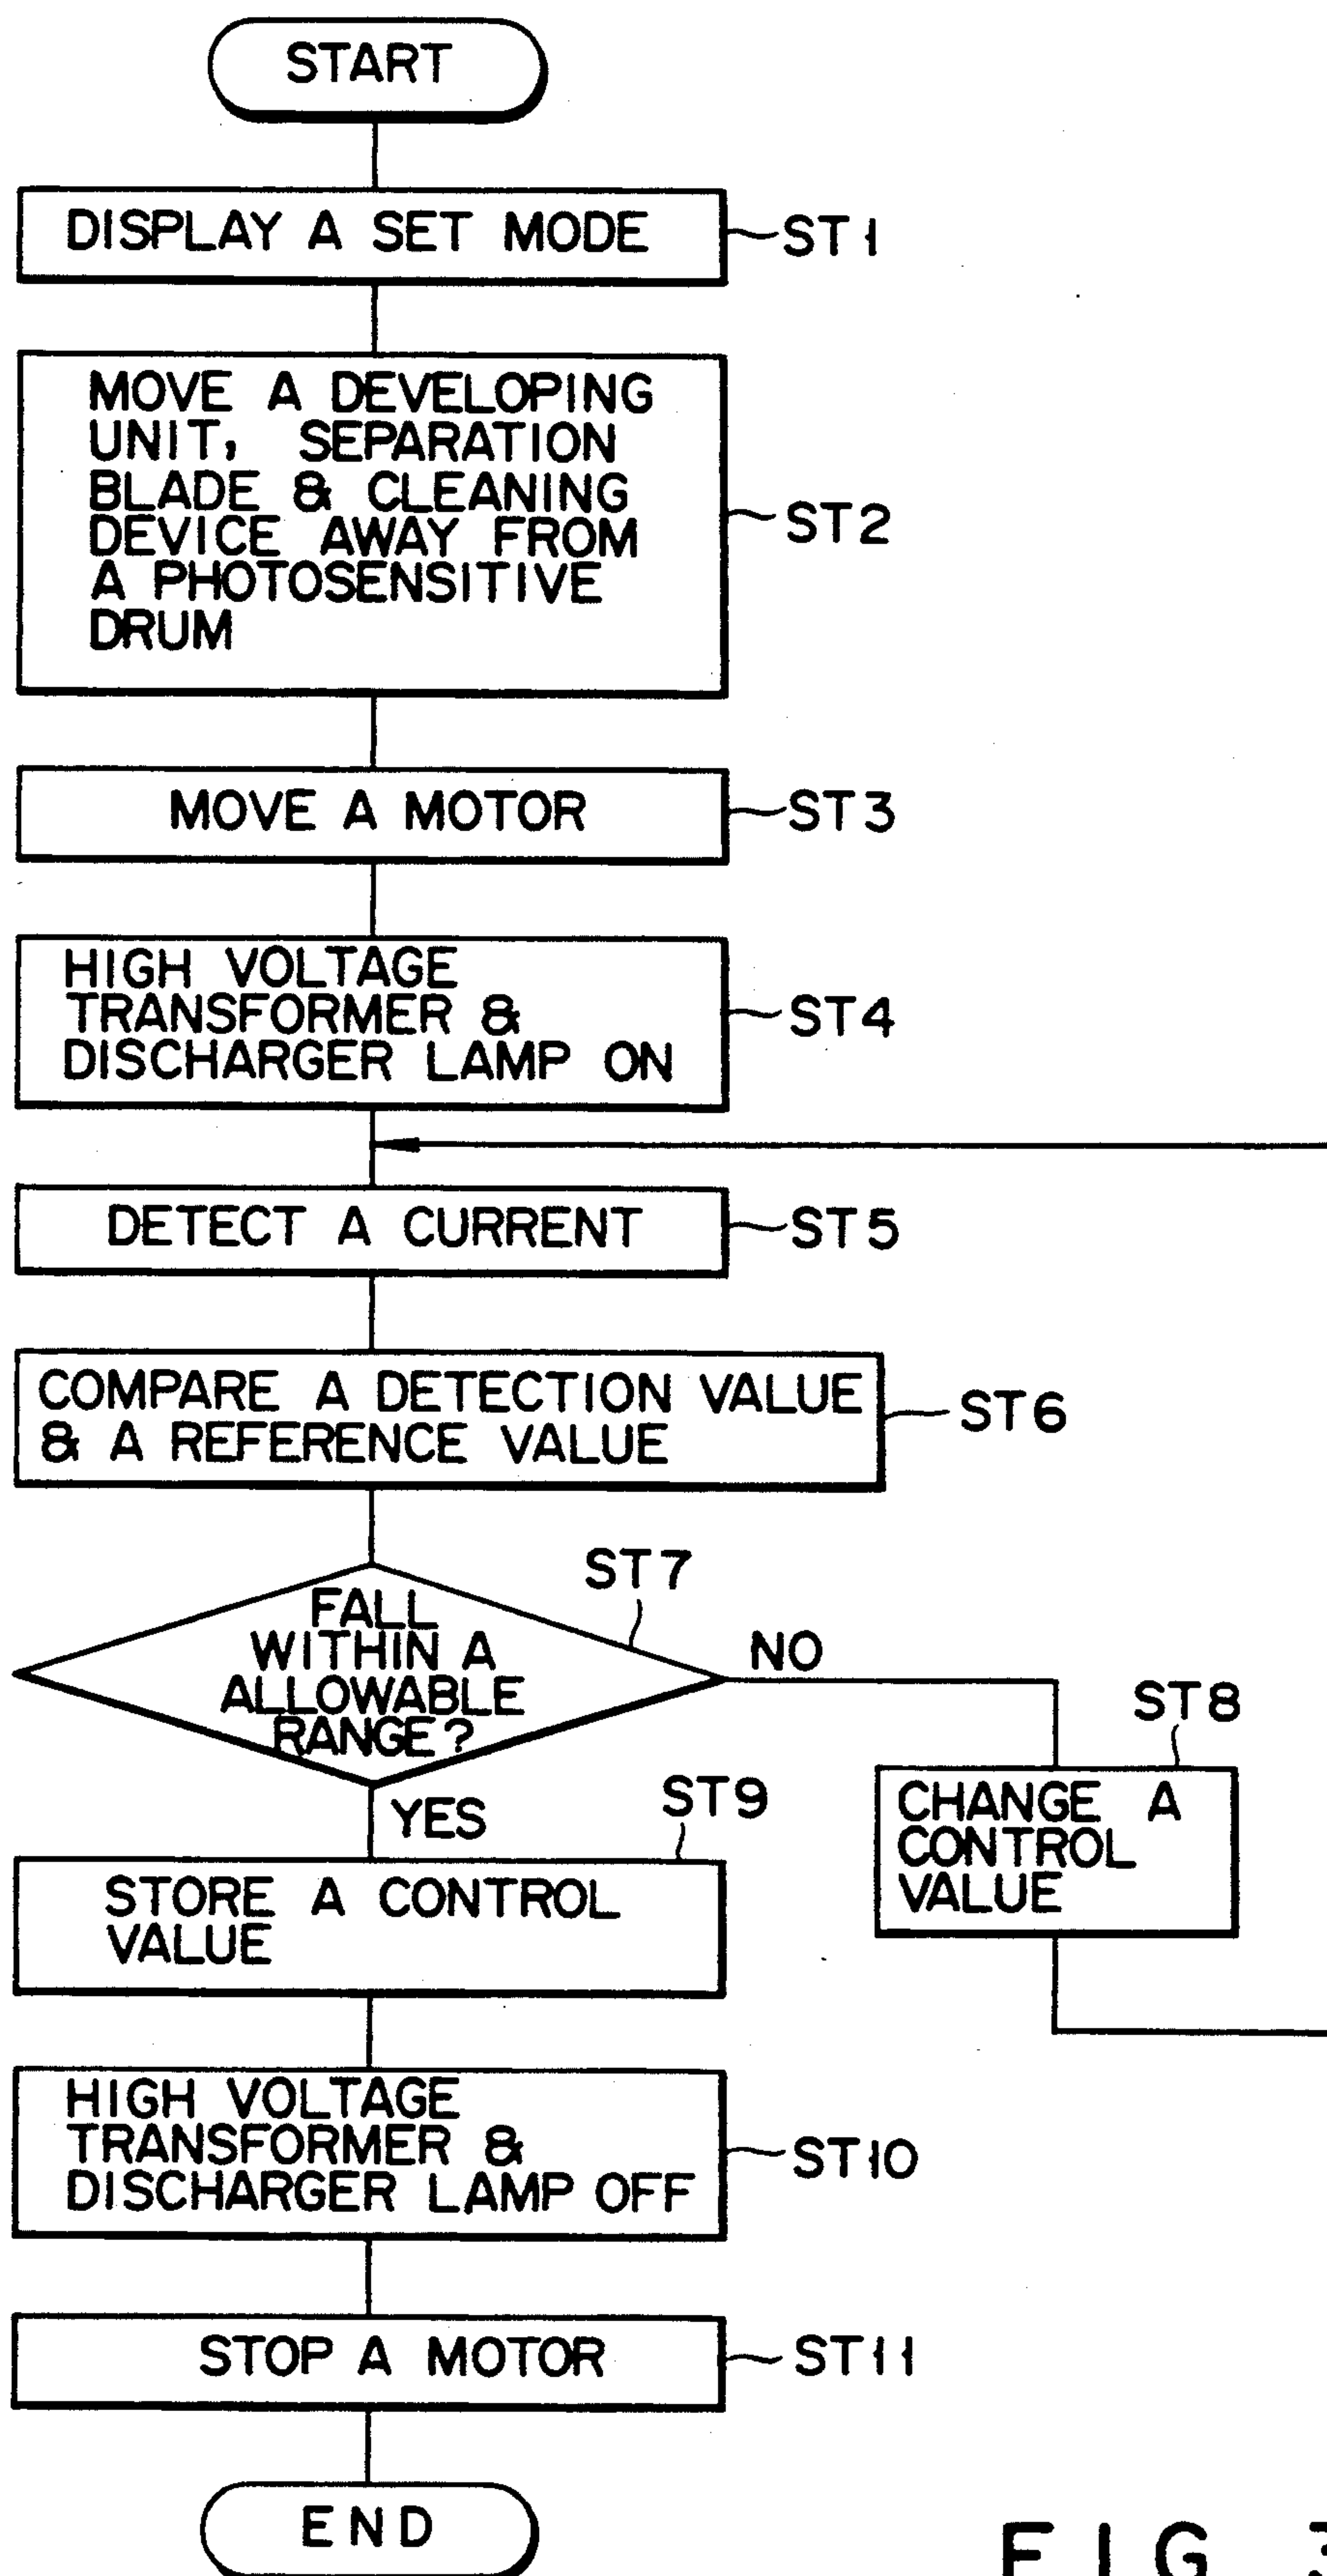 START
DISPLAY A SET MODE
ST1
MOVE A DEVELOPING
UNIT, SEPARATION
BLADE & CLEANING
DEVICE AWAY FROM
A PHOTOSENSITIVE
DRUM
ST2
MOVE A MOTOR
ST3
HIGH VOLTAGE
TRANSFORMER &
DISCHARGER LAMP ON
ST4
DETECT A CURRENT
ST5
COMPARE A DETECTION VALUE
& A REFERENCE VALUE
ST6
ST7
FALL
WITHIN A
ALLOWABLE
RANGE?
NO
ST8
CHANGE A
CONTROL
VALUE
YES
ST9
STORE A CONTROL
VALUE
HIGH VOLTAGE
TRANSFORMER &
DISCHARGER LAMP OFF
ST10
STOP A MOTOR
ST11
END
FIG